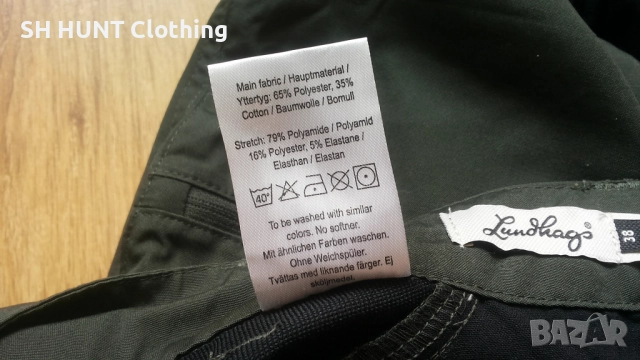 SH HUNT Clothing
Main fabric / Hauptmaterial /
Yttertyg: 65% Polyester, 35%
Cotton / Baumwolle / Bomull
Stretch: 79% Polyamide / Polyamid
16% Polyester, 5% Elastane /
Elasthan / Elastan
40°
To be washed with similar
colors. No softner.
Mit ähnlichen Farben waschen.
Ohne Weichspüler.
Tvättas med liknande färger. Ej
sköljmedel.
Lundhags
38
BAZAR